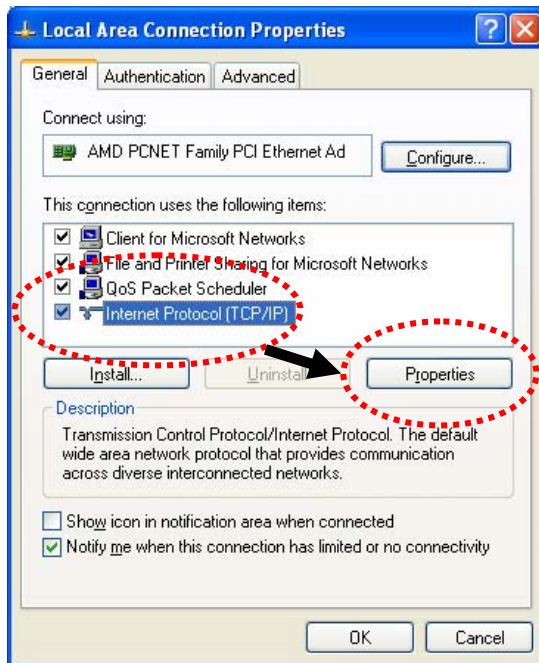 Local Area Connection Properties
General Authentication Advanced
Connect using:
AMD PCNET Family PCI Ethernet Ad
Configure...
This connection uses the following items:
Client for Microsoft Networks
File and Printer Sharing for Microsoft Networks
QoS Packet Scheduler
Internet Protocol (TCP/IP)
Install... Uninstall Properties
Description
Transmission Control Protocol/Internet Protocol. The default
wide area network protocol that provides communication
across diverse interconnected networks.
Show icon in notification area when connected
Notify me when this connection has limited or no connectivity
OK Cancel